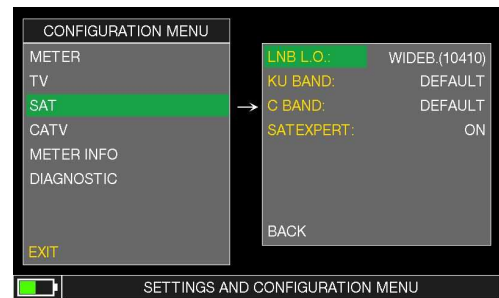 CONFIGURATION MENU
METER
TV
SAT
CATV
METER INFO
DIAGNOSTIC
EXIT
LNB L.O.: WIDEB.(10410)
KU BAND: DEFAULT
C BAND: DEFAULT
SATEXPERT: ON
BACK
SETTINGS AND CONFIGURATION MENU